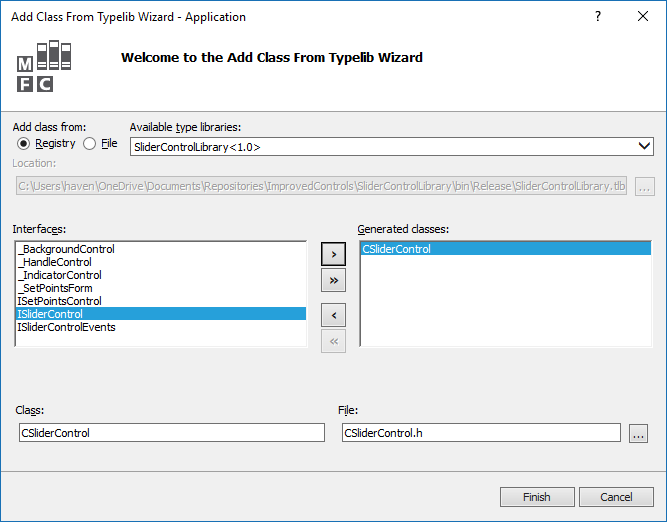 Add Class From Typelib Wizard - Application
?
M
F C
Welcome to the Add Class From Typelib Wizard
Add class from:
Registry
File
Available type libraries:
SliderControlLibrary<1.0>
Location:
C:\Users\haven\OneDrive\Documents\Repositories\ImprovedControls\SliderControlLibrary\bin\Release\SliderControlLibrary.tlb
...
Interfaces:
_BackgroundControl
_HandleControl
_IndicatorControl
_SetPointsForm
ISetPointsControl
ISliderControl
ISliderControlEvents
>
>>
<
<<
Generated classes:
CSliderControl
Class:
CSliderControl
File:
CSliderControl.h
...
Finish
Cancel